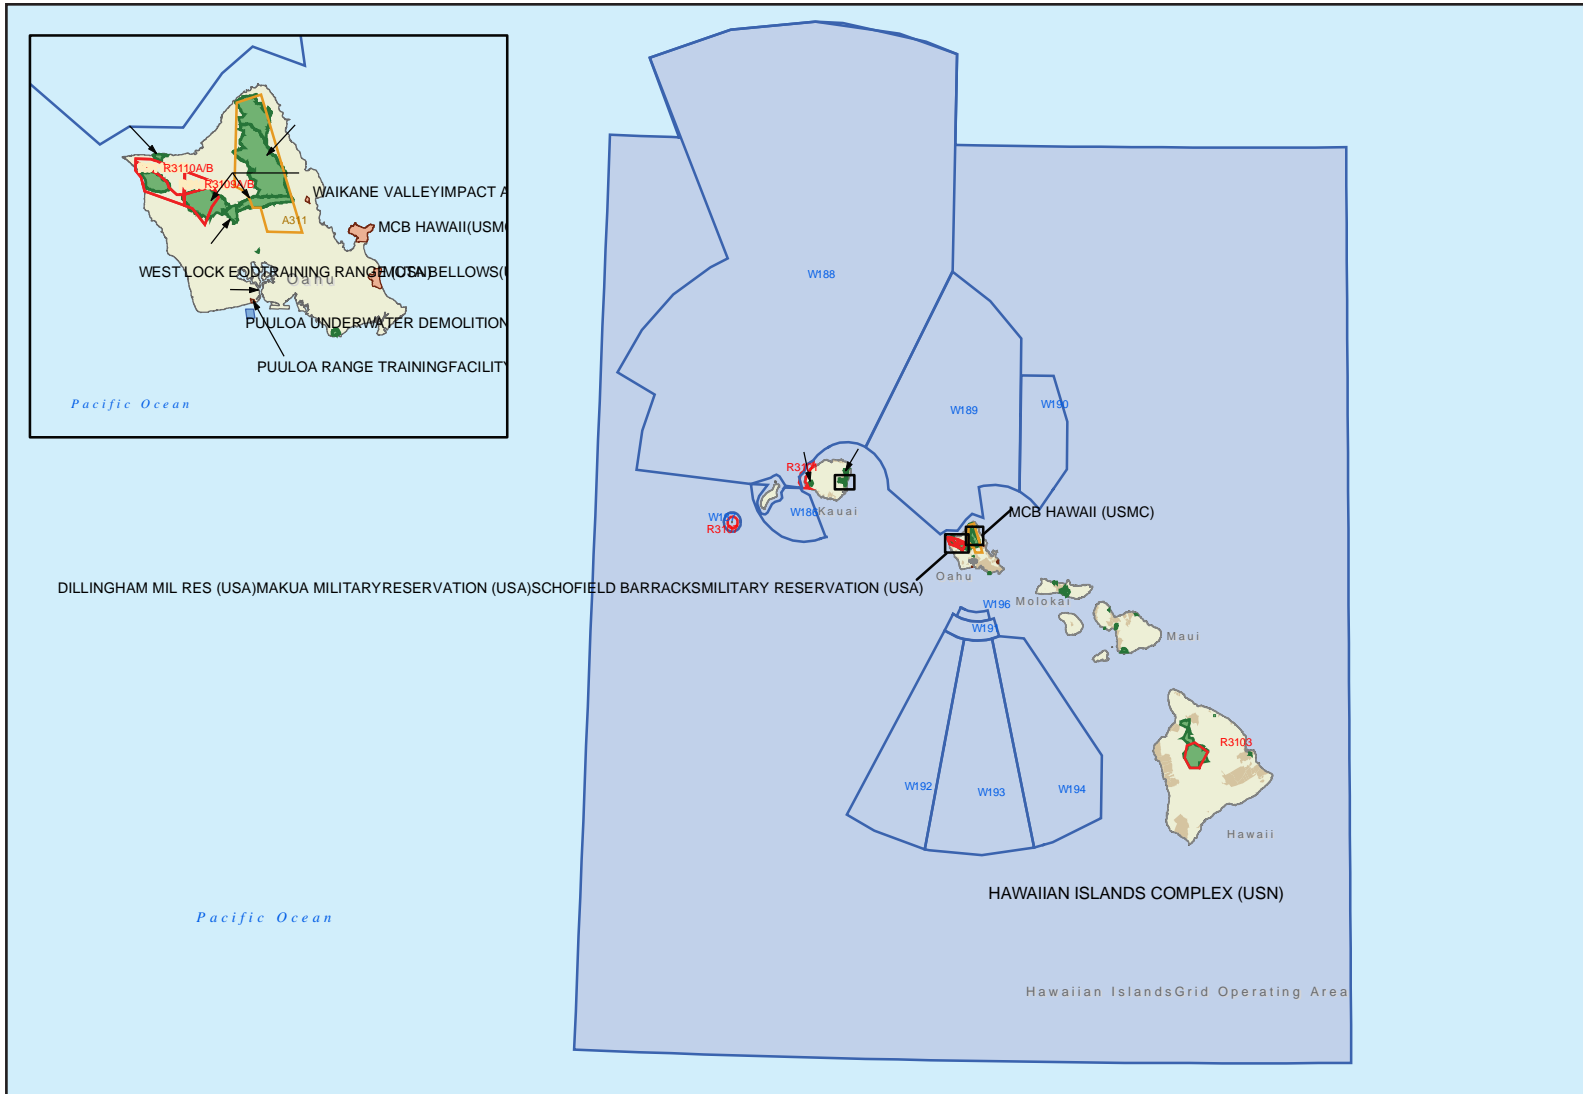 R3110A/B
R3109A/B
WAIKANE VALLEYIMPACT A
A311
MCB HAWAII(USMC
WEST LOCK EODTRAINING RANGE (USN)
MCTAB BELLOWS(U
Oahu
PUULOA UNDERWATER DEMOLITION
PUULOA RANGE TRAININGFACILITY
Pacific Ocean
W188
W189
W190
Kauai
W186
MCB HAWAII (USMC)
DILLINGHAM MIL RES (USA)MAKUA MILITARYRESERVATION (USA)SCHOFIELD BARRACKSMILITARY RESERVATION (USA)
Oahu
W196
Molokai
W191
Maui
R3103
W192
W193
W194
Hawaii
HAWAIIAN ISLANDS COMPLEX (USN)
Pacific Ocean
Hawaiian IslandsGrid Operating Area